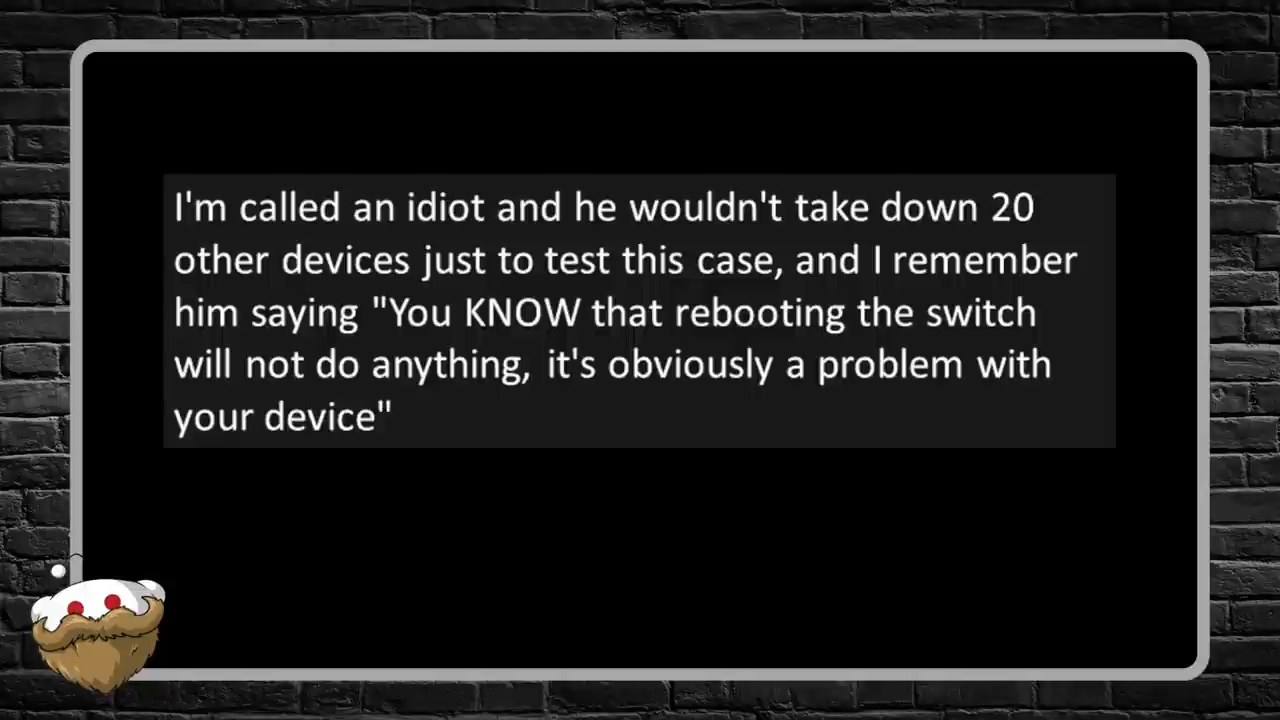 I'm called an idiot and he wouldn't take down 20
other devices just to test this case, and I remember
him saying "You KNOW that rebooting the switch
will not do anything, it's obviously a problem with
your device"